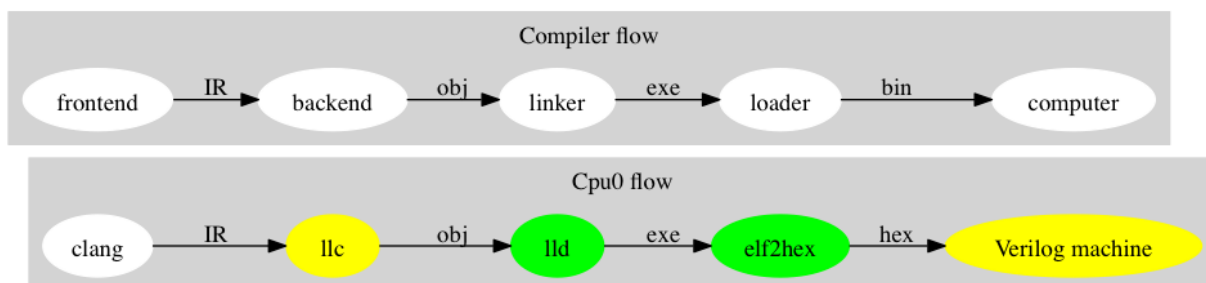 Compiler flow
frontend IR backend obj linker exe loader bin computer
Cpu0 flow
clang IR llc obj lld exe elf2hex hex Verilog machine